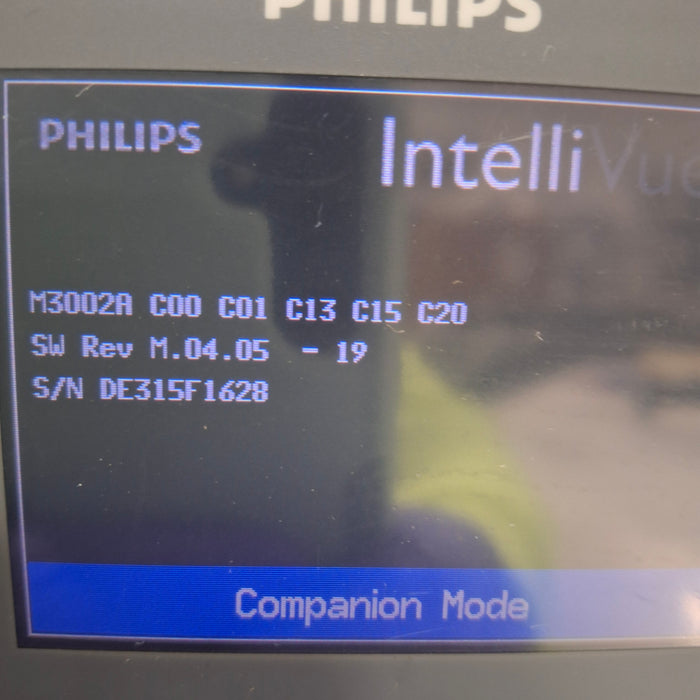 PHILIPS
PHILIPS IntelliVue
M3002A C00 C01 C13 C15 C20
SW Rev M.04.05 - 19
S/N DE315F1628
Companion Mode